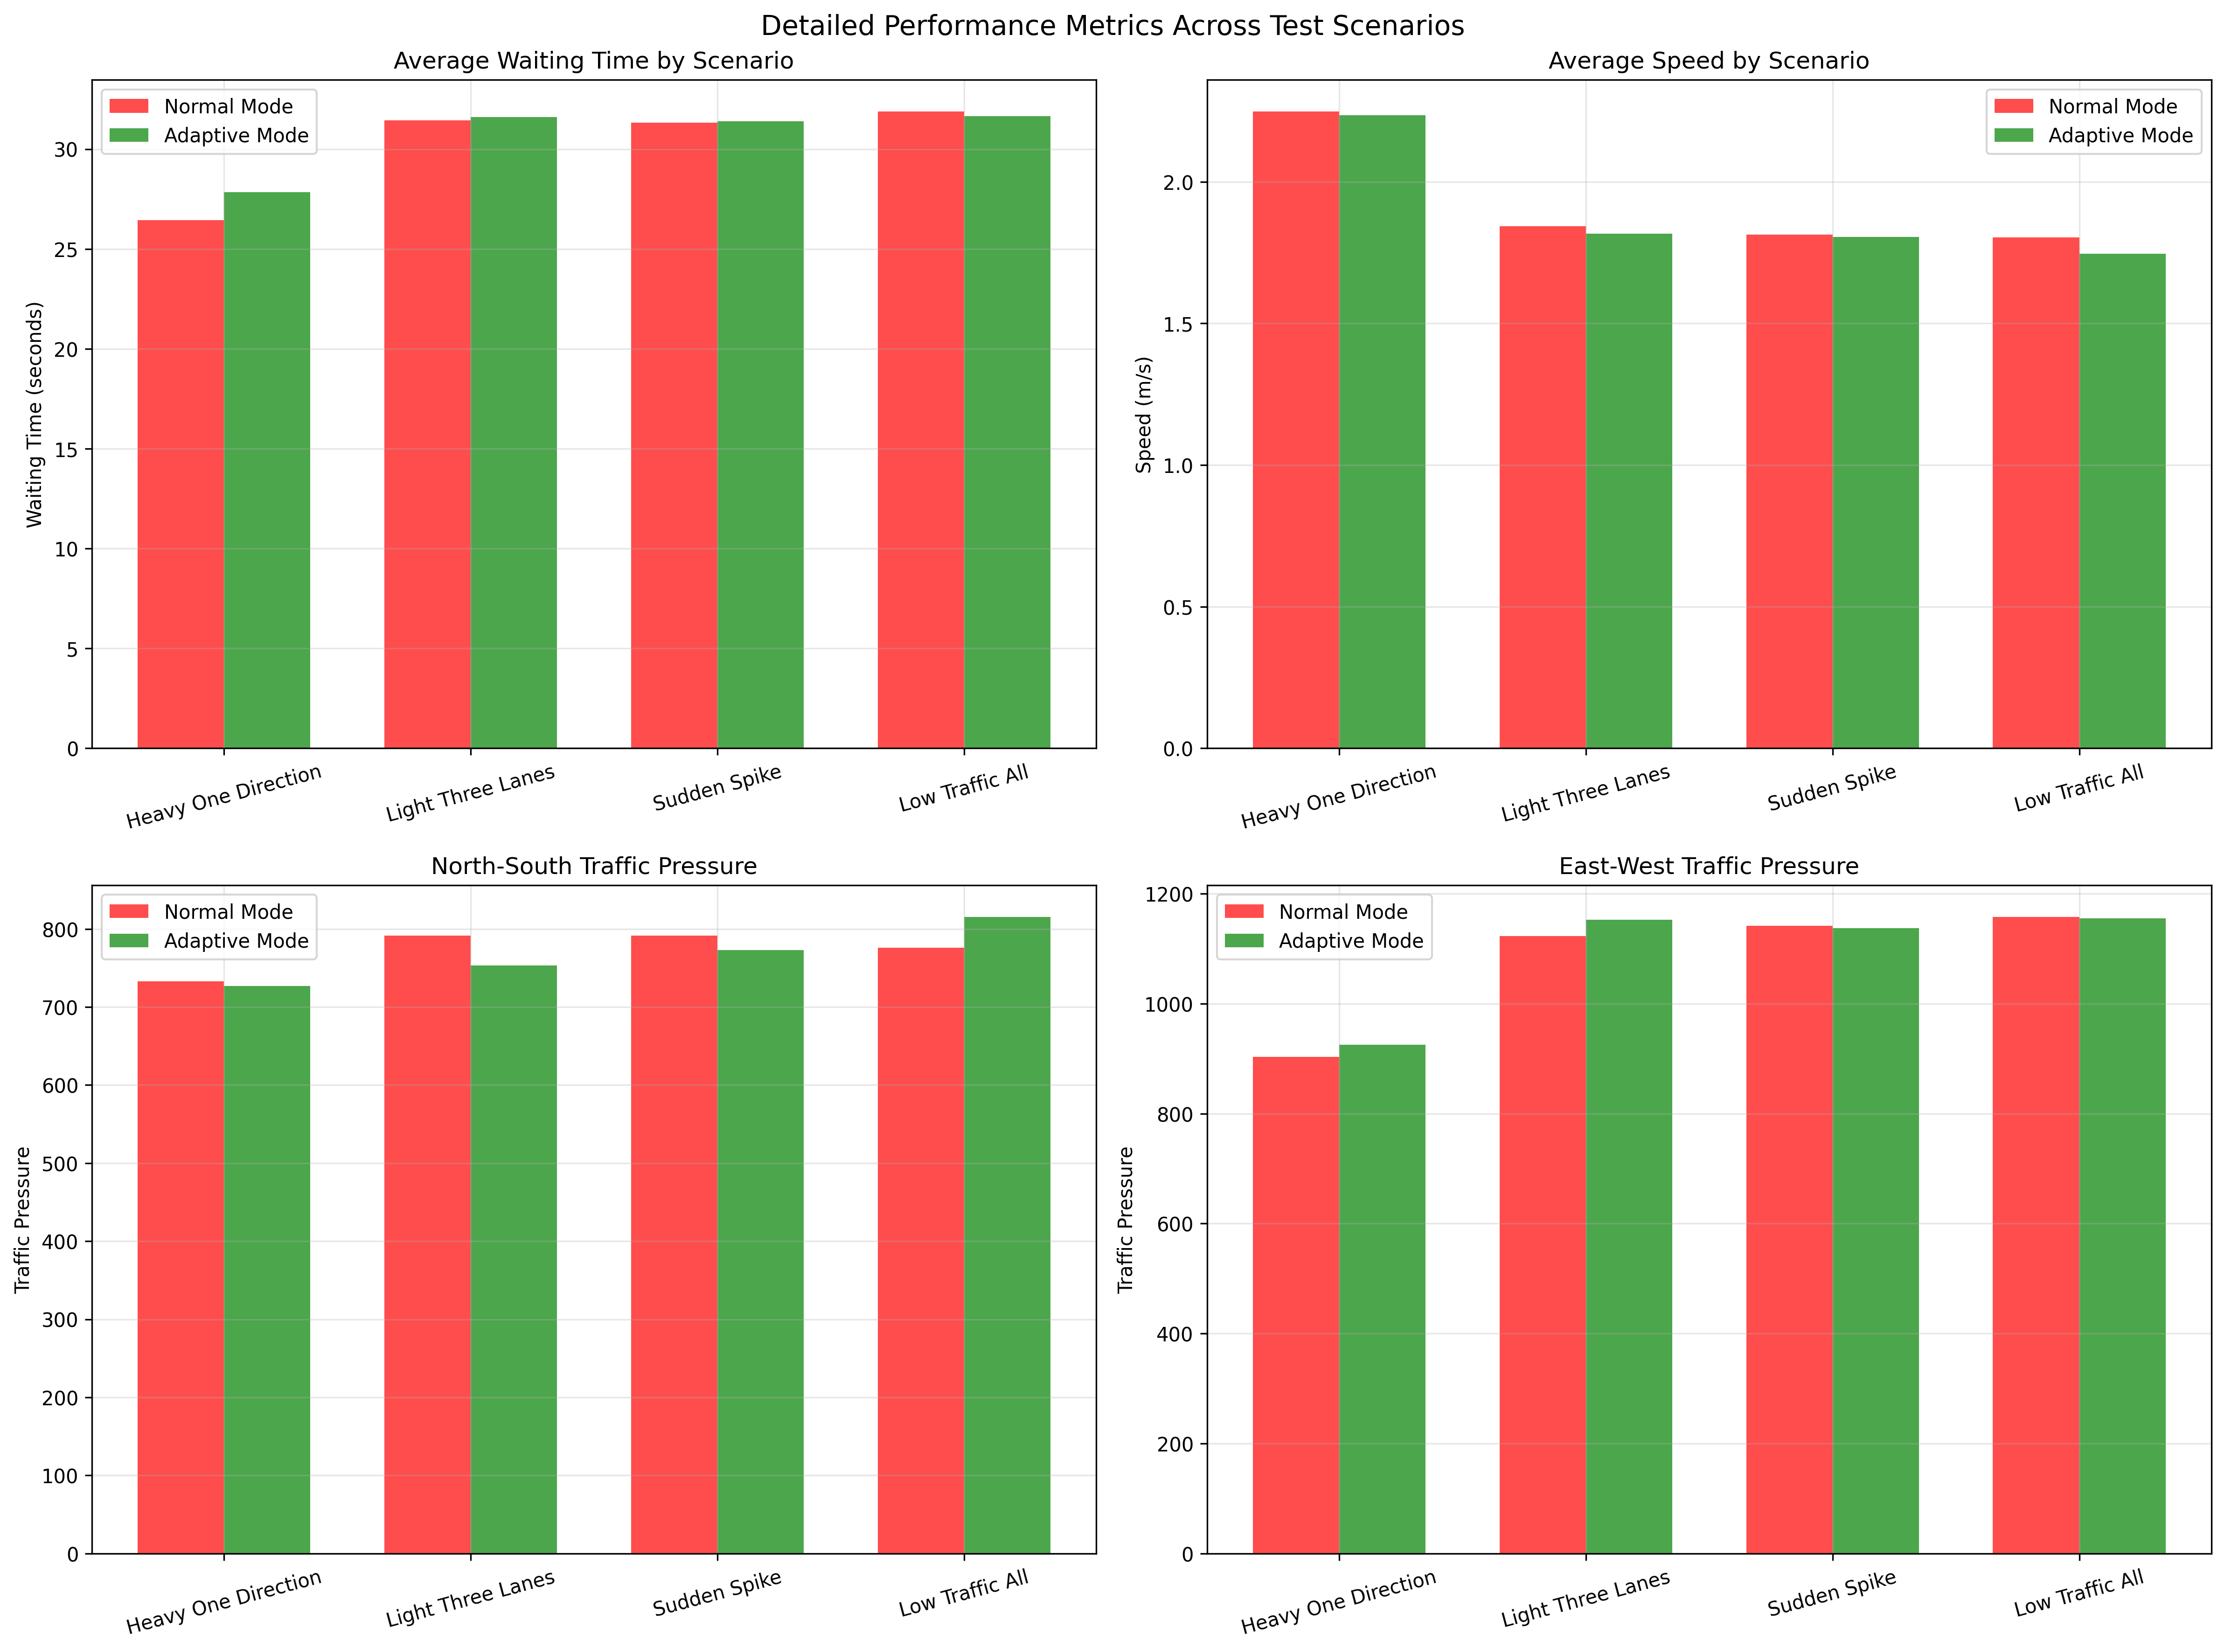 Detailed Performance Metrics Across Test Scenarios
Average Waiting Time by Scenario
Normal Mode
Adaptive Mode
Waiting Time (seconds)
30
25
20
15
10
5
0
Heavy One Direction
Light Three Lanes
Sudden Spike
Low Traffic All
Average Speed by Scenario
Normal Mode
Adaptive Mode
Speed (m/s)
2.0
1.5
1.0
0.5
0.0
Heavy One Direction
Light Three Lanes
Sudden Spike
Low Traffic All
North-South Traffic Pressure
Normal Mode
Adaptive Mode
Traffic Pressure
800
700
600
500
400
300
200
100
0
Heavy One Direction
Light Three Lanes
Sudden Spike
Low Traffic All
East-West Traffic Pressure
Normal Mode
Adaptive Mode
Traffic Pressure
1200
1000
800
600
400
200
0
Heavy One Direction
Light Three Lanes
Sudden Spike
Low Traffic All